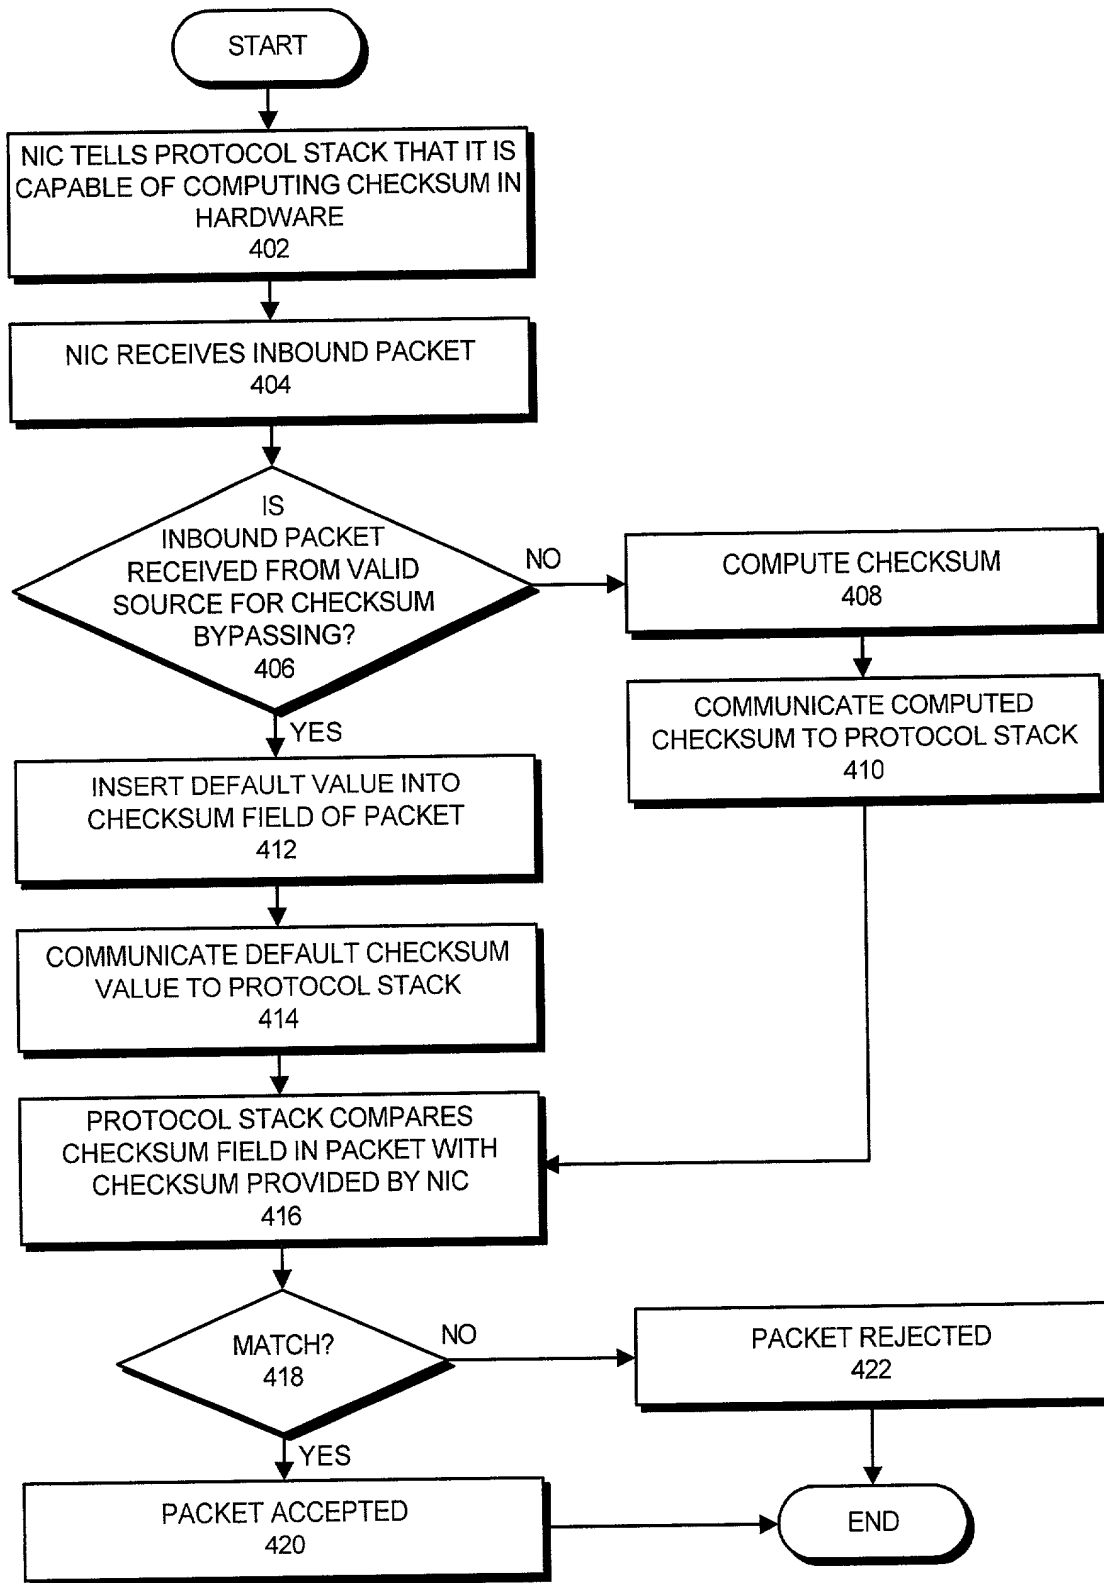 START
NIC TELLS PROTOCOL STACK THAT IT IS
CAPABLE OF COMPUTING CHECKSUM IN
HARDWARE
402
NIC RECEIVES INBOUND PACKET
404
IS
INBOUND PACKET
RECEIVED FROM VALID
SOURCE FOR CHECKSUM
BYPASSING?
406
NO
COMPUTE CHECKSUM
408
COMMUNICATE COMPUTED
CHECKSUM TO PROTOCOL STACK
410
YES
INSERT DEFAULT VALUE INTO
CHECKSUM FIELD OF PACKET
412
COMMUNICATE DEFAULT CHECKSUM
VALUE TO PROTOCOL STACK
414
PROTOCOL STACK COMPARES
CHECKSUM FIELD IN PACKET WITH
CHECKSUM PROVIDED BY NIC
416
MATCH?
418
NO
PACKET REJECTED
422
YES
PACKET ACCEPTED
420
END